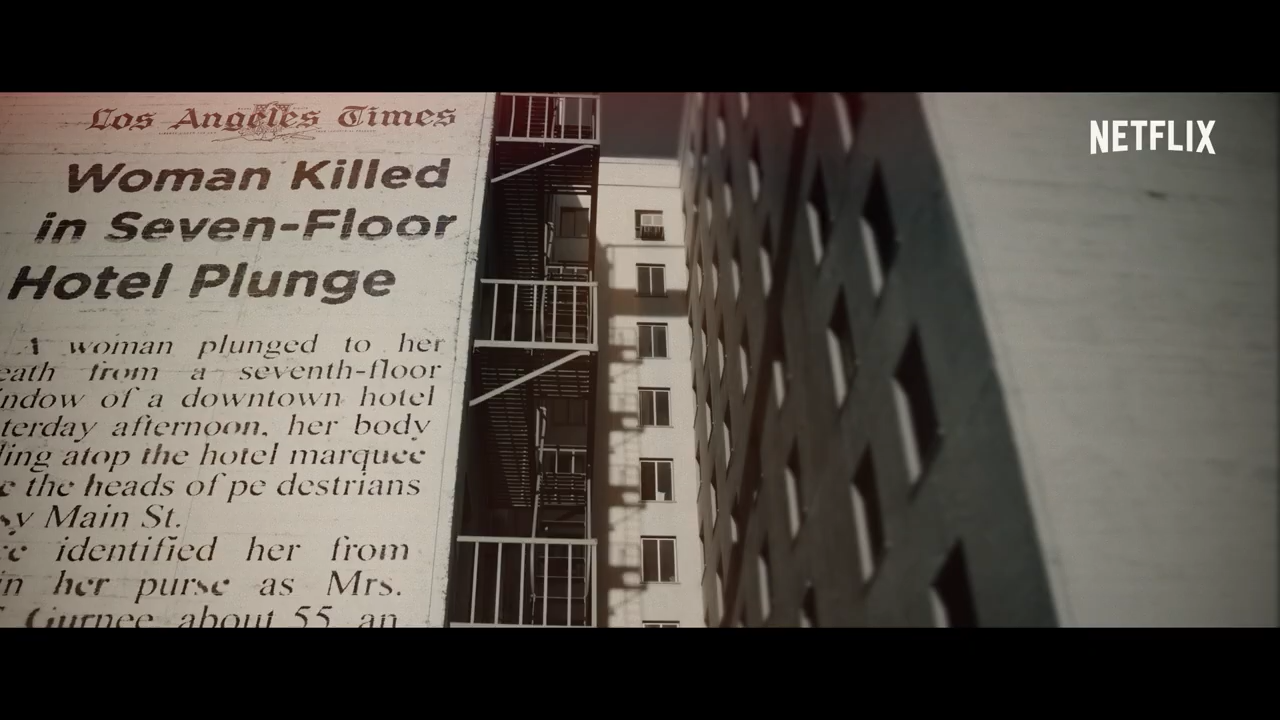 Los Angeles Times
NETFLIX
Woman Killed
in Seven-Floor
Hotel Plunge
A woman plunged to her
eath from a seventh-floor
ndow of a downtown hotel
terday afternoon, her body
ling atop the hotel marquee
e the heads of pe destrians
sy Main St.
identified her from
in her purse as Mrs.
Gurnee about 55 an